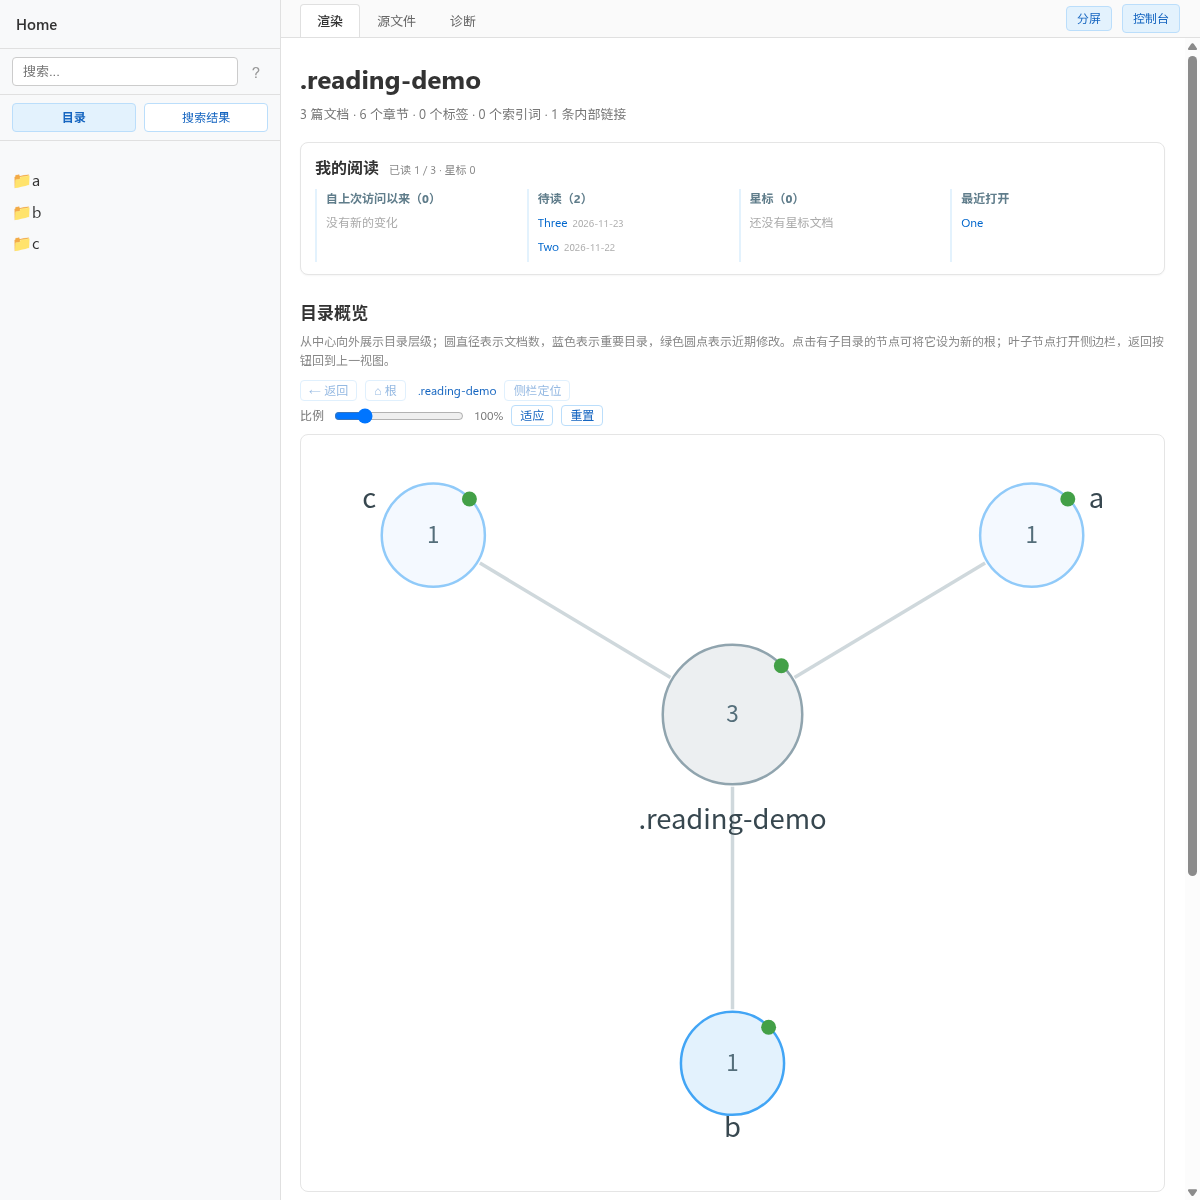 Home
搜索...
?
目录
搜索结果
📁a
📁b
📁c
渲染
源文件
诊断
分屏
控制台
.reading-demo
3 篇文档 · 6 个章节 · 0 个标签 · 0 个索引词 · 1 条内部链接
我的阅读 已读 1 / 3 · 星标 0
自上次访问以来（0）
没有新的变化
待读（2）
Three 2026-11-23
Two 2026-11-22
星标（0）
还没有星标文档
最近打开
One
目录概览
从中心向外展示目录层级；圆直径表示文档数，蓝色表示重要目录，绿色圆点表示近期修改。点击有子目录的节点可将它设为新的根；叶子节点打开侧边栏，返回按
钮回到上一视图。
← 返回
⌂ 根
.reading-demo
侧栏定位
比例
100%
适应
重置
c
1
1
a
3
.reading-demo
1
b